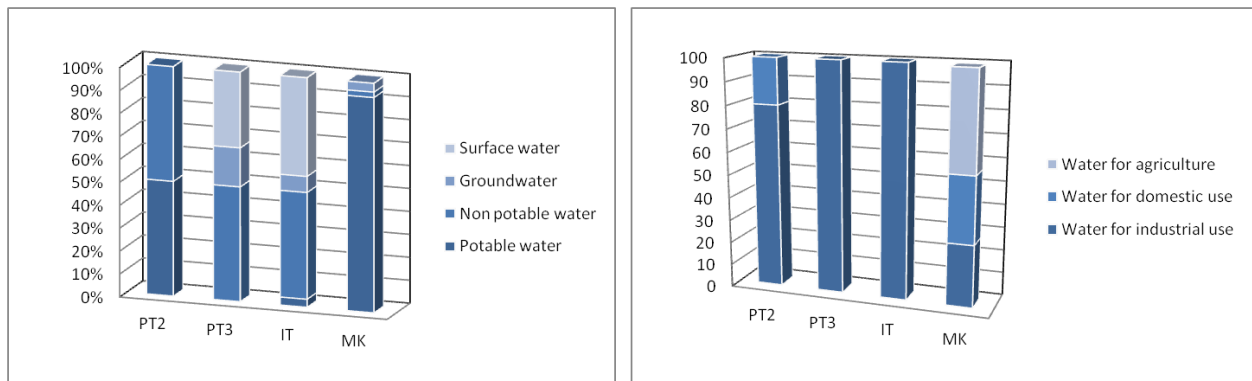 100%
90%
80%
70%
60%
50%
40%
30%
20%
10%
0%
PT2
PT3
IT
MK
Surface water
Groundwater
Non potable water
Potable water
100
90
80
70
60
50
40
30
20
10
0
PT2
PT3
IT
MK
Water for agriculture
Water for domestic use
Water for industrial use